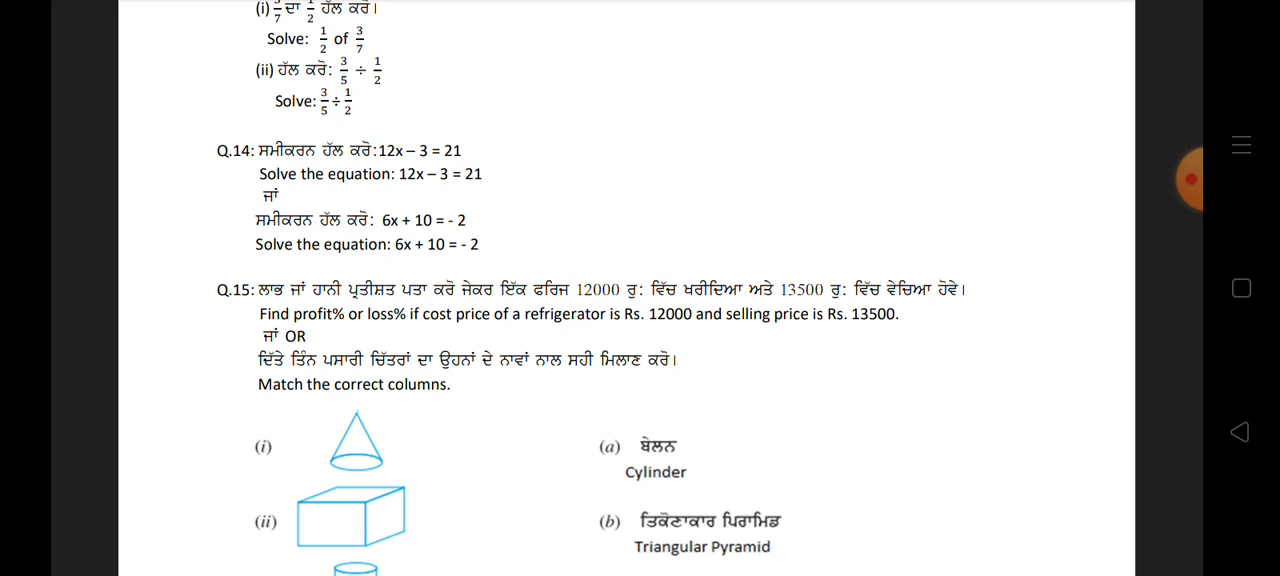 (i) 3/7 ਦਾ 1/2 ਹੱਲ ਕਰੋ।
Solve: 1/2 of 3/7
(ii) ਹੱਲ ਕਰੋ: 3/5 ÷ 1/2
Solve: 3/5 ÷ 1/2
Q.14: ਸਮੀਕਰਨ ਹੱਲ ਕਰੋ:12x – 3 = 21
Solve the equation: 12x – 3 = 21
ਜਾਂ
ਸਮੀਕਰਨ ਹੱਲ ਕਰੋ: 6x + 10 = - 2
Solve the equation: 6x + 10 = - 2
Q.15: ਲਾਭ ਜਾਂ ਹਾਨੀ ਪ੍ਰਤੀਸ਼ਤ ਪਤਾ ਕਰੋ ਜੇਕਰ ਇੱਕ ਫਰਿਜ 12000 ਰੁ: ਵਿੱਚ ਖਰੀਦਿਆ ਅਤੇ 13500 ਰੁ: ਵਿੱਚ ਵੇਚਿਆ ਹੋਵੇ।
Find profit% or loss% if cost price of a refrigerator is Rs. 12000 and selling price is Rs. 13500.
ਜਾਂ OR
ਦਿੱਤੇ ਤਿੰਨ ਪਸਾਰੀ ਚਿੱਤਰਾਂ ਦਾ ਉਹਨਾਂ ਦੇ ਨਾਵਾਂ ਨਾਲ ਸਹੀ ਮਿਲਾਣ ਕਰੋ।
Match the correct columns.
(i) (a) ਬੇਲਨ
Cylinder
(ii) (b) ਤਿਕੋਣਾਕਾਰ ਪਿਰਾਮਿਡ
Triangular Pyramid